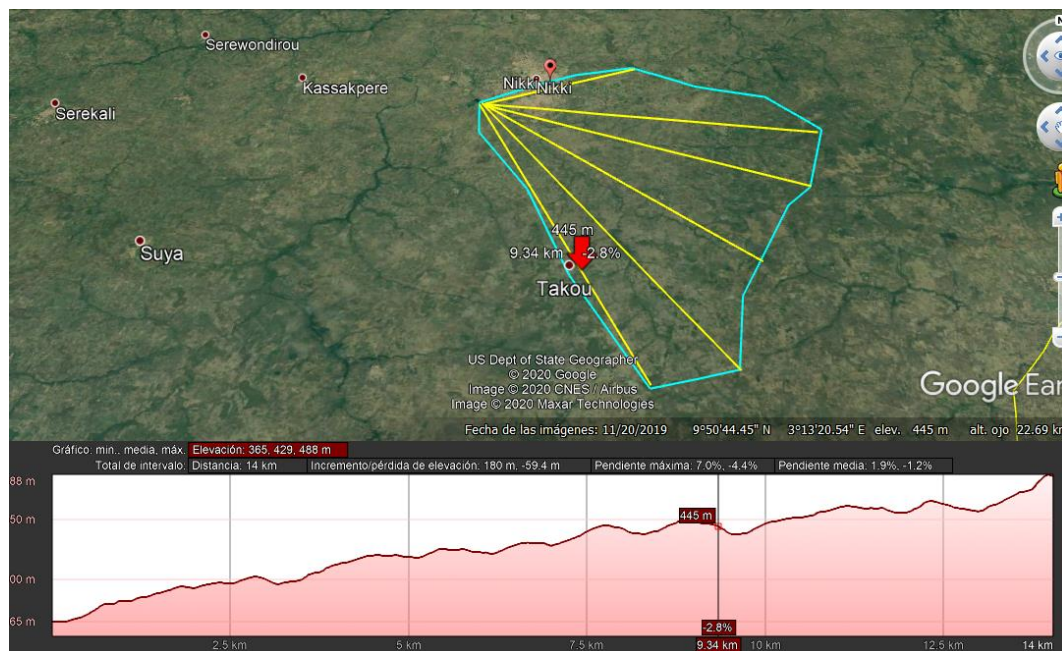 N
Serewondirou
Kassakpere
Nikki
Nikki
Serekali
445 m
9.34 km
-2.8%
Suya
Takou
US Dept of State Geographer
© 2020 Google
Image © 2020 CNES / Airbus
Image © 2020 Maxar Technologies
Google Ear
Fecha de las imágenes: 11/20/2019 9°50'44.45" N 3°13'20.54" E elev. 445 m alt. ojo 22.69 km
Gráfico: mín., media, máx. Elevación: 365, 429, 488 m
Total de intervalo: Distancia: 14 km Incremento/pérdida de elevación: 180 m, -59.4 m Pendiente máxima: 7.0%, -4.4% Pendiente media: 1.9%, -1.2%
88 m
50 m
00 m
65 m
445 m
-2.8%
2.5 km 5 km 7.5 km 9.34 km 10 km 12.5 km 14 km